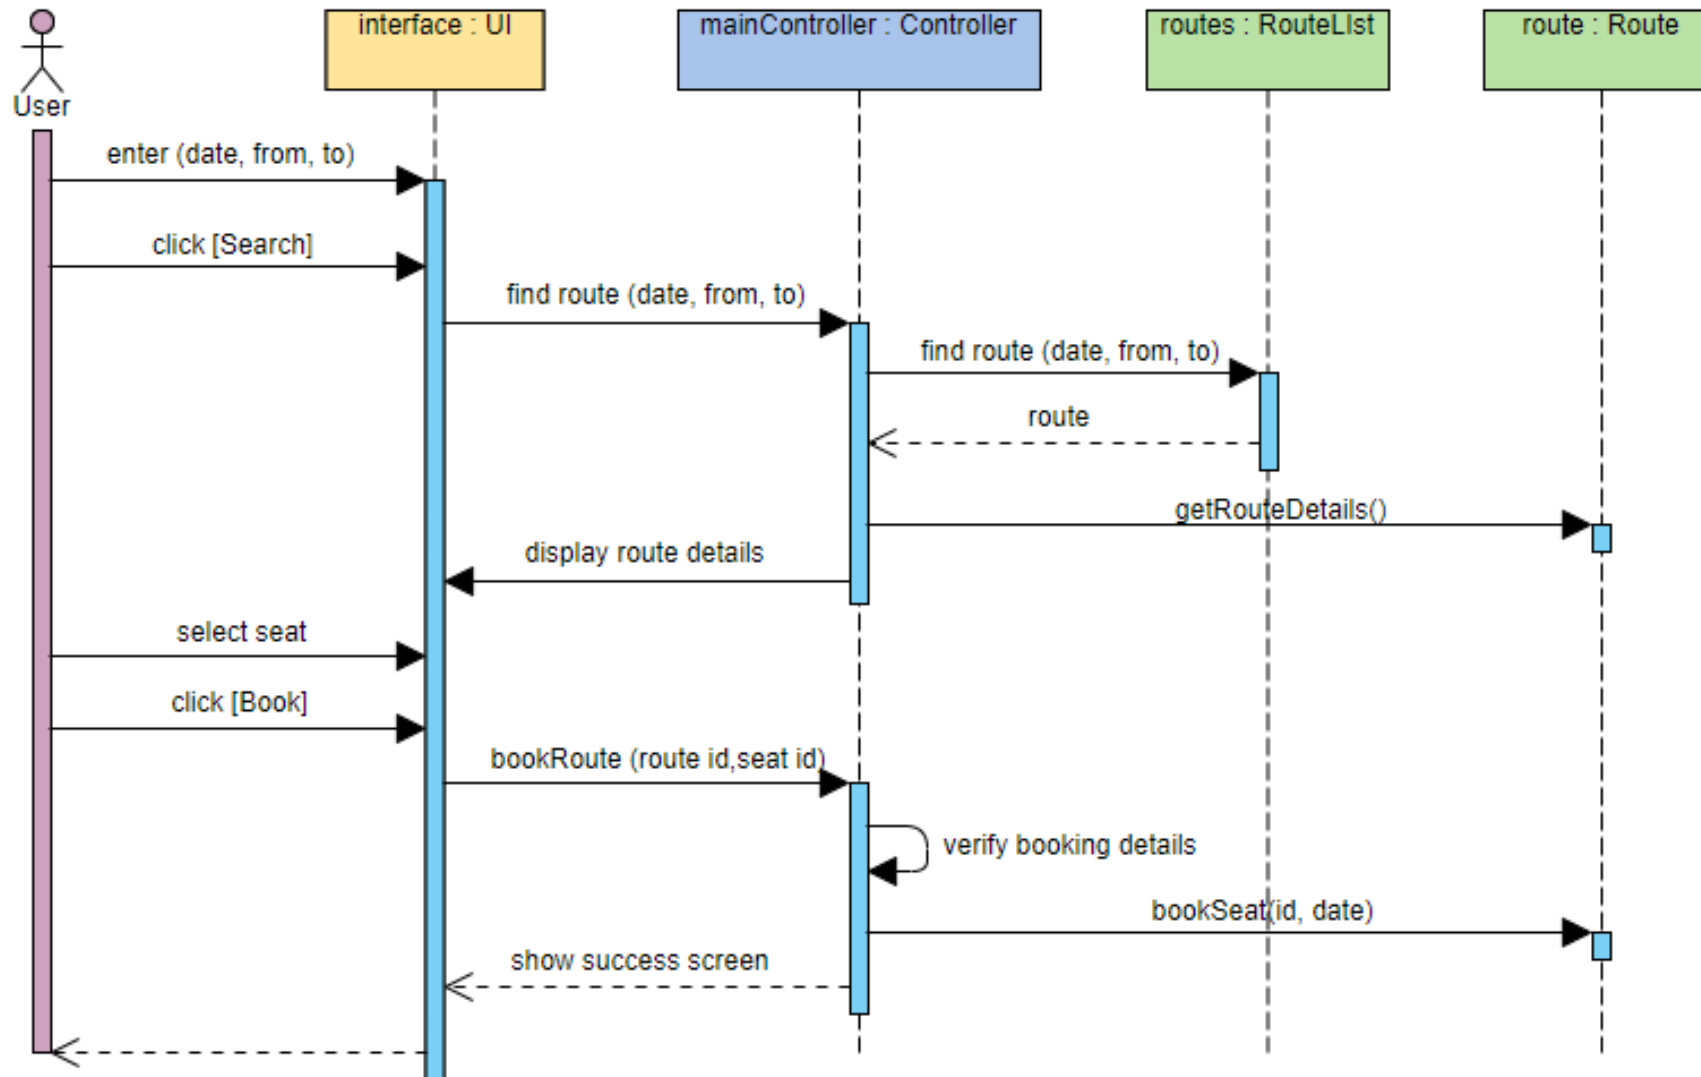 interface : UI
mainController : Controller
routes : RouteLIst
route : Route
User
enter (date, from, to)
click [Search]
find route (date, from, to)
find route (date, from, to)
route
getRouteDetails()
display route details
select seat
click [Book]
bookRoute (route id,seat id)
verify booking details
bookSeat(id, date)
show success screen